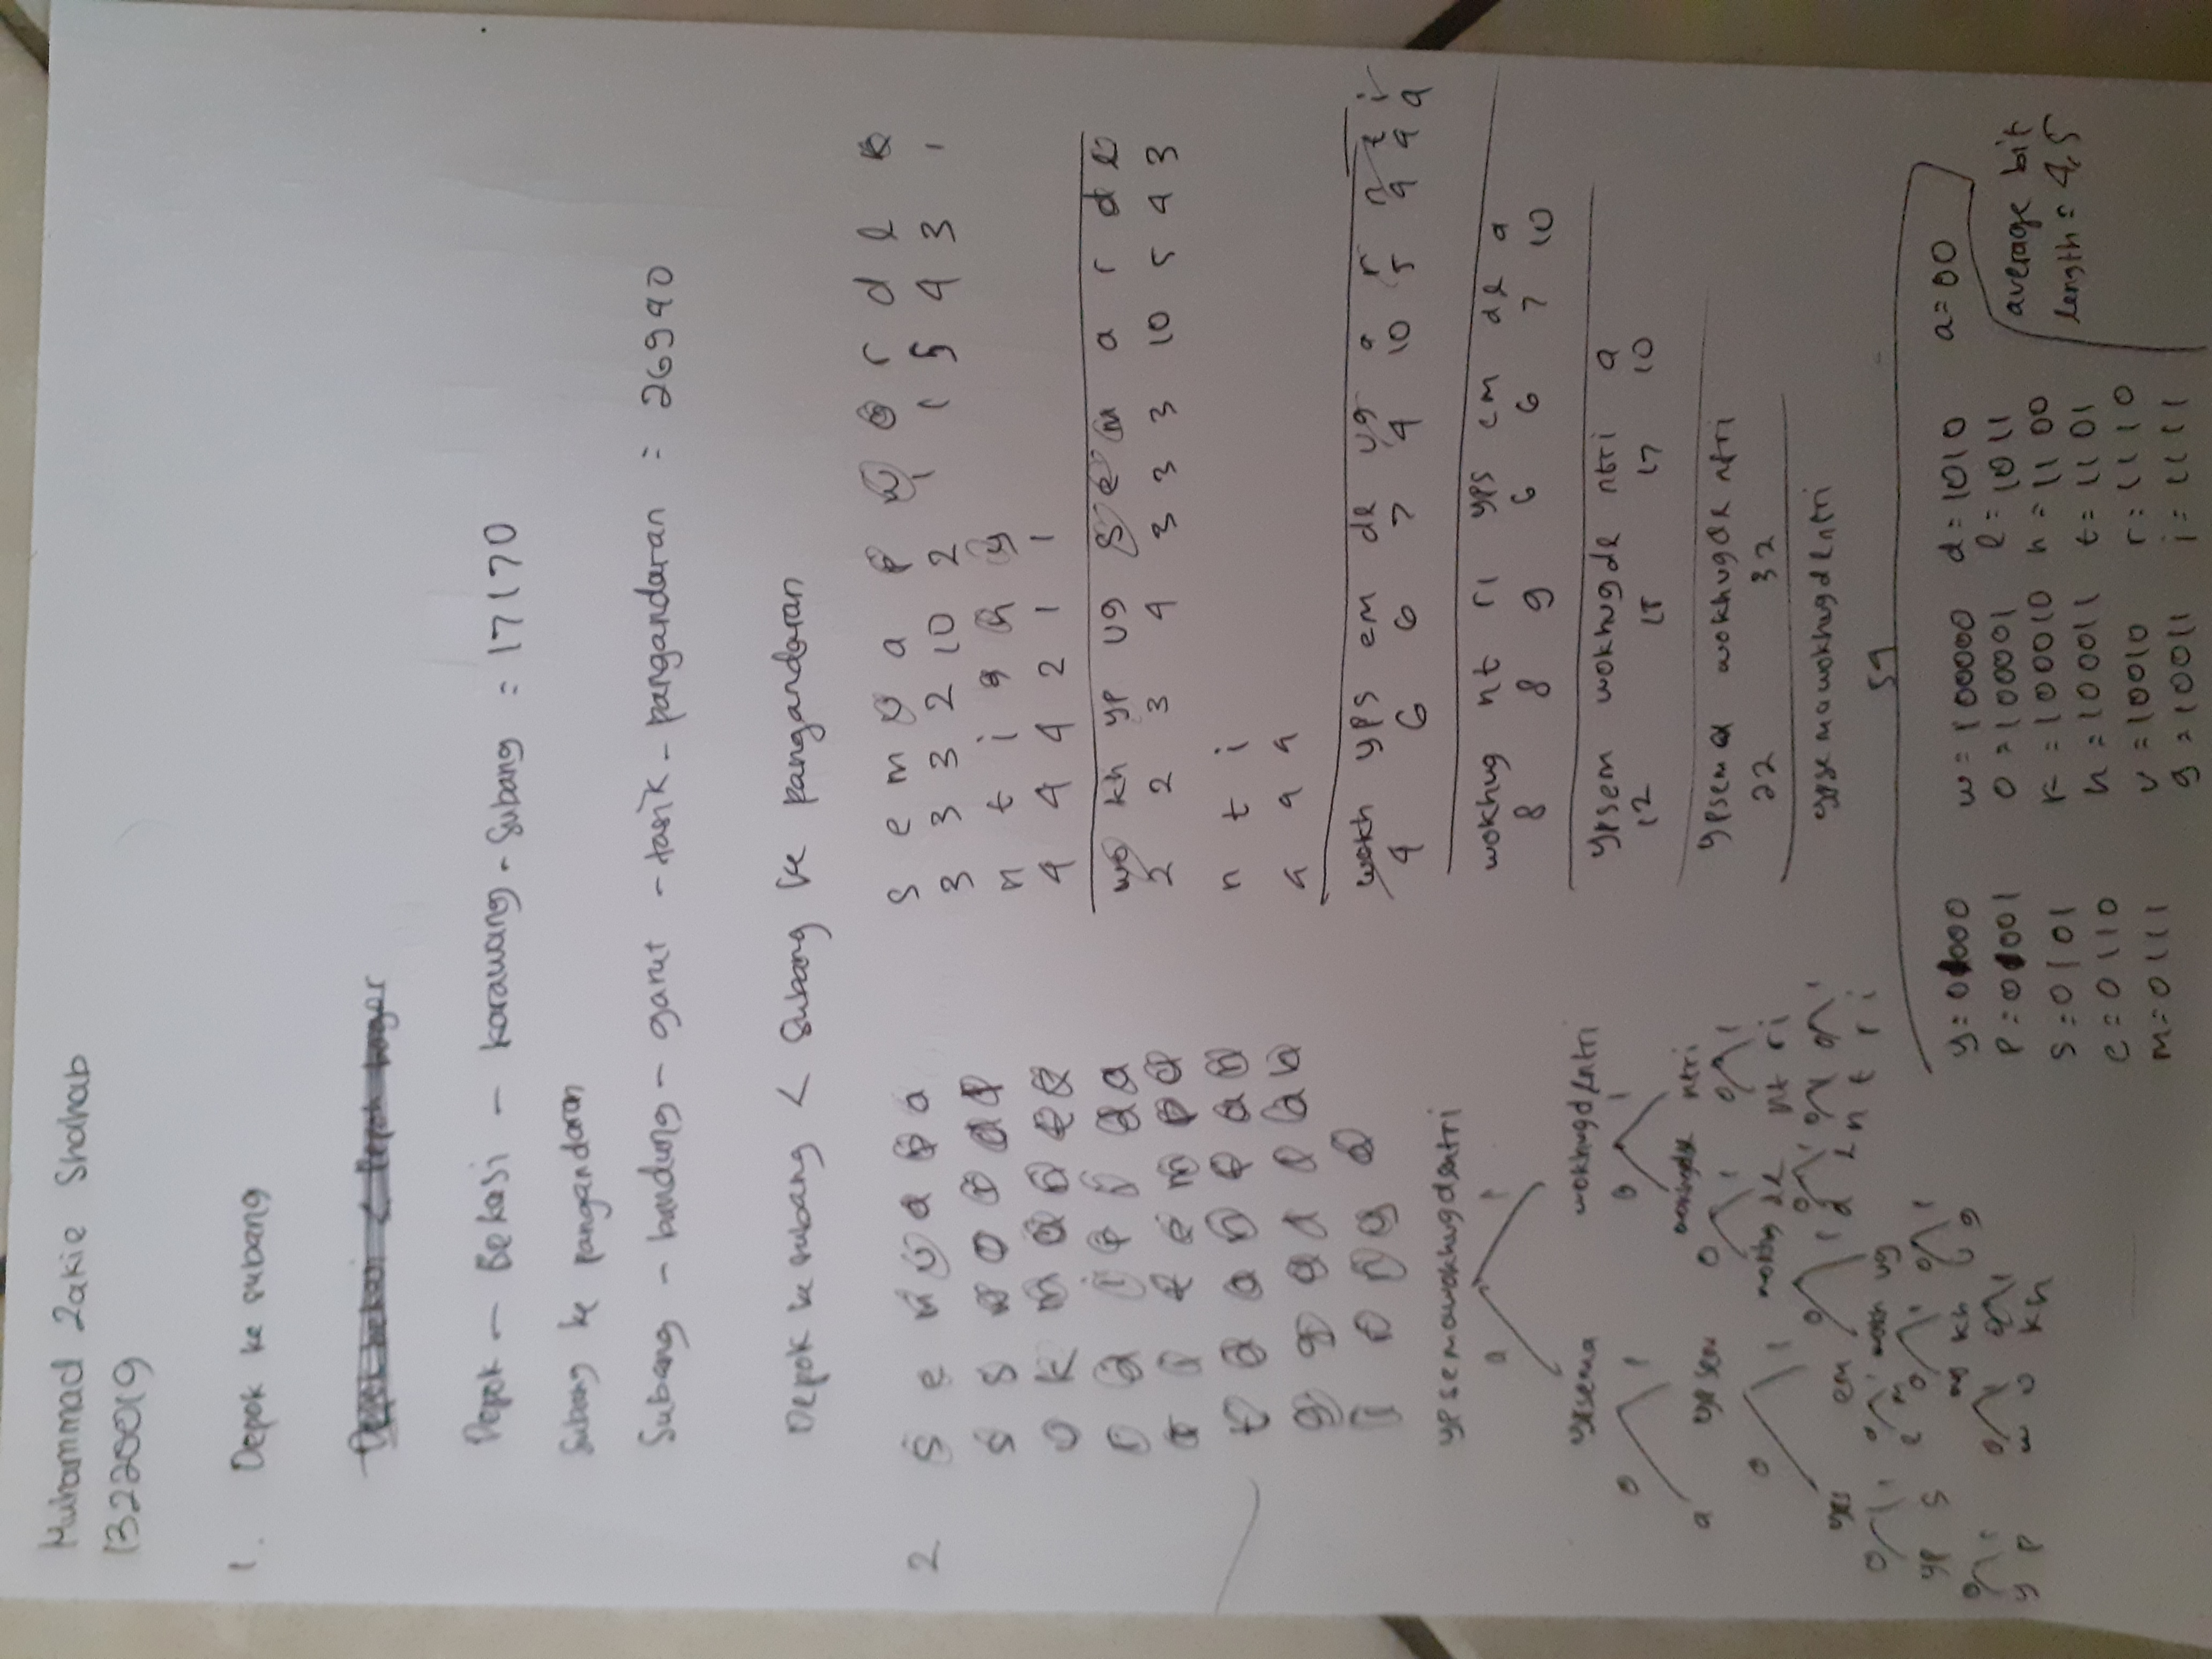 Muhammad Zakie Shahab
13220019
1. Depok ke subang
Depok - Bekasi - Karawang - Subang = 17170
Subang ke pangandaran
Subang - bandung - garut - tasik - pangandaran = 26990
Depok ke subang < Subang ke pangandaran
2
s e m u a p a
s e m u a p w o r d l k
3 3 3 2 10 2 1 1 5 4 3 1
n t i g h y
4 4 4 2 1 1
wo kh yp ug s e m a r d l
2 2 3 4 3 3 3 10 5 4 3
n t i
4 4 4
wokh yps em dl ug a r n t i
4 6 6 7 4 10 5 4 4 4
wokhug nt ri yps em dl a
8 8 9 6 6 7 10
ypsem wokhugdl ntri a
12 15 17 10
ypsema wokhugdl ntri
22 32
ypsemawokhugdlntri
54
ypsemawokhugdlntri
0 1
ypsema wokhugdlntri
0 1 0 1
a ypsem wokhugdl ntri
0 1 0 1 0 1
wokhug dl nt ri
yps em 0 1 0 1 0 1 0 1
d l n t r i
0 1 0 1 wokh ug
yp s e m 0 1 0 1
wo kh u g
0 1 0 1 0 1
y p w o k h
y = 01000 w = 100000 d = 1010 a = 00
p = 01001 o = 100001 l = 1011
s = 0101 k = 100010 n = 1100
e = 0110 h = 100011 t = 1101
m = 0111 u = 10010 r = 1110
g = 10011 i = 1111
average bit
length = 4,5